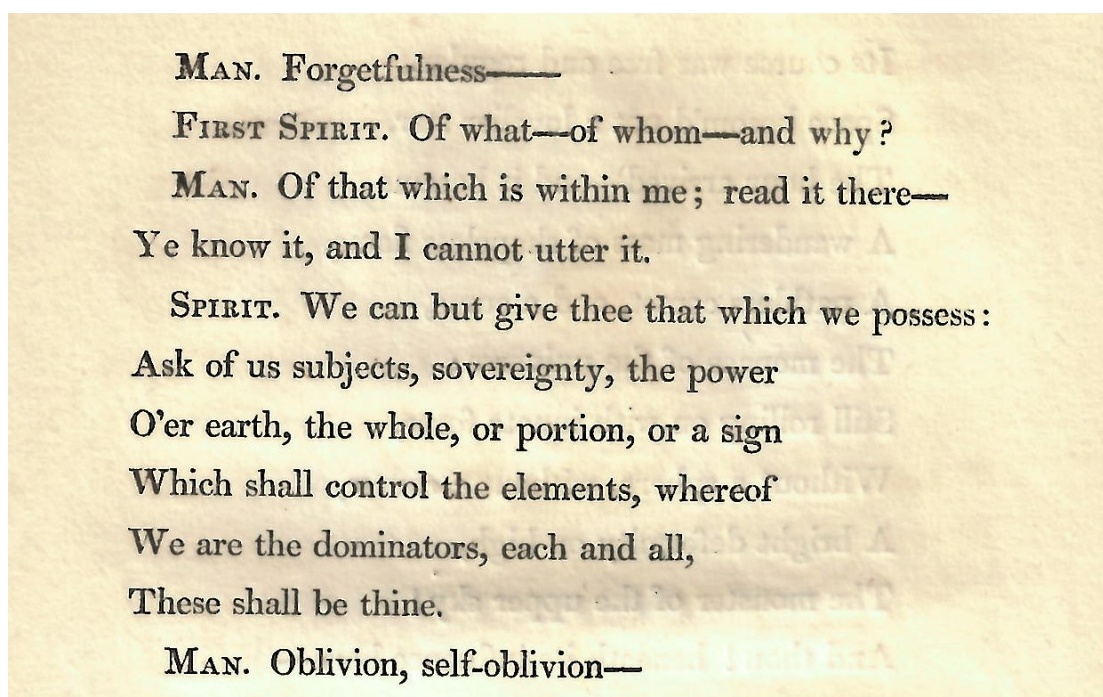 MAN. Forgetfulness——
FIRST SPIRIT. Of what—of whom—and why?
MAN. Of that which is within me; read it there—
Ye know it, and I cannot utter it.
SPIRIT. We can but give thee that which we possess:
Ask of us subjects, sovereignty, the power
O'er earth, the whole, or portion, or a sign
Which shall control the elements, whereof
We are the dominators, each and all,
These shall be thine.
MAN. Oblivion, self-oblivion—